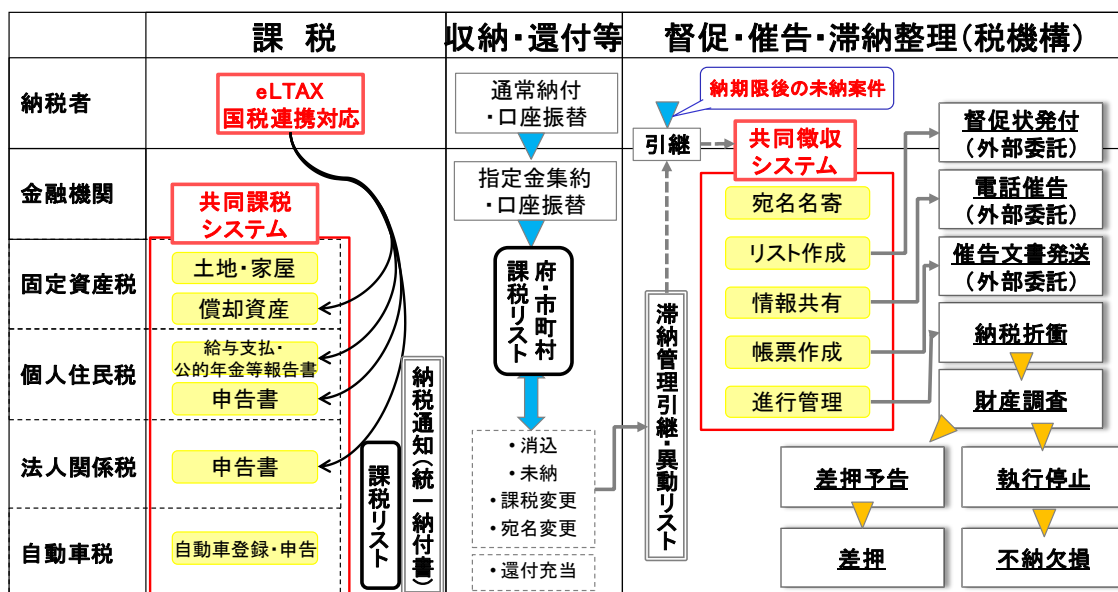 課 税
収納・還付等
督促・催告・滞納整理(税機構)
納税者
金融機関
固定資産税
個人住民税
法人関係税
自動車税
eLTAX
国税連携対応
共同課税
システム
土地・家屋
償却資産
給与支払・
公的年金等報告書
申告書
申告書
自動車登録・申告
課税リスト
納税通知(統一納付書)
通常納付
・口座振替
指定金集約
・口座振替
府・市町村
課税リスト
・消込
・未納
・課税変更
・宛名変更
・還付充当
納期限後の未納案件
引継
滞納管理引継・異動リスト
共同徴収
システム
宛名名寄
リスト作成
情報共有
帳票作成
進行管理
督促状発付
(外部委託)
電話催告
(外部委託)
催告文書発送
(外部委託)
納税折衝
財産調査
差押予告
執行停止
差押
不納欠損